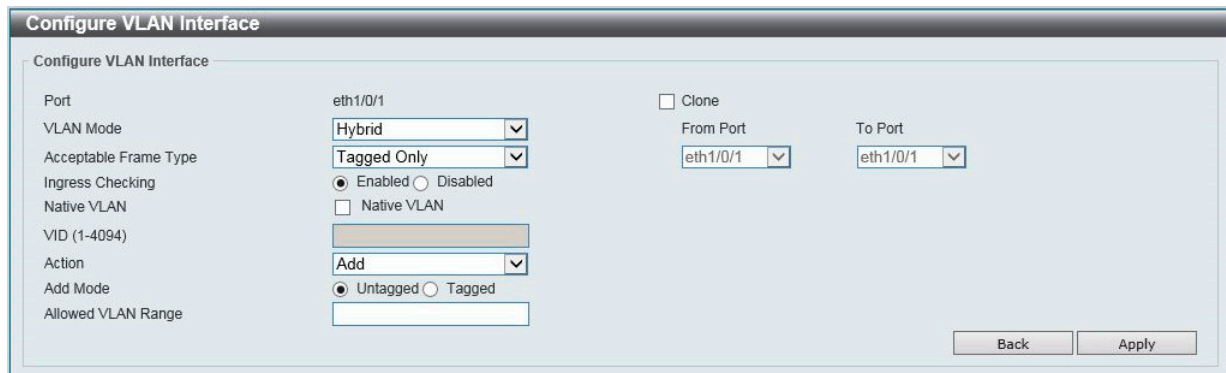 Configure VLAN Interface
Configure VLAN Interface
Port eth1/0/1 Clone
VLAN Mode Hybrid From Port To Port
Acceptable Frame Type Tagged Only eth1/0/1 eth1/0/1
Ingress Checking Enabled Disabled
Native VLAN Native VLAN
VID (1-4094)
Action Add
Add Mode Untagged Tagged
Allowed VLAN Range
Back Apply